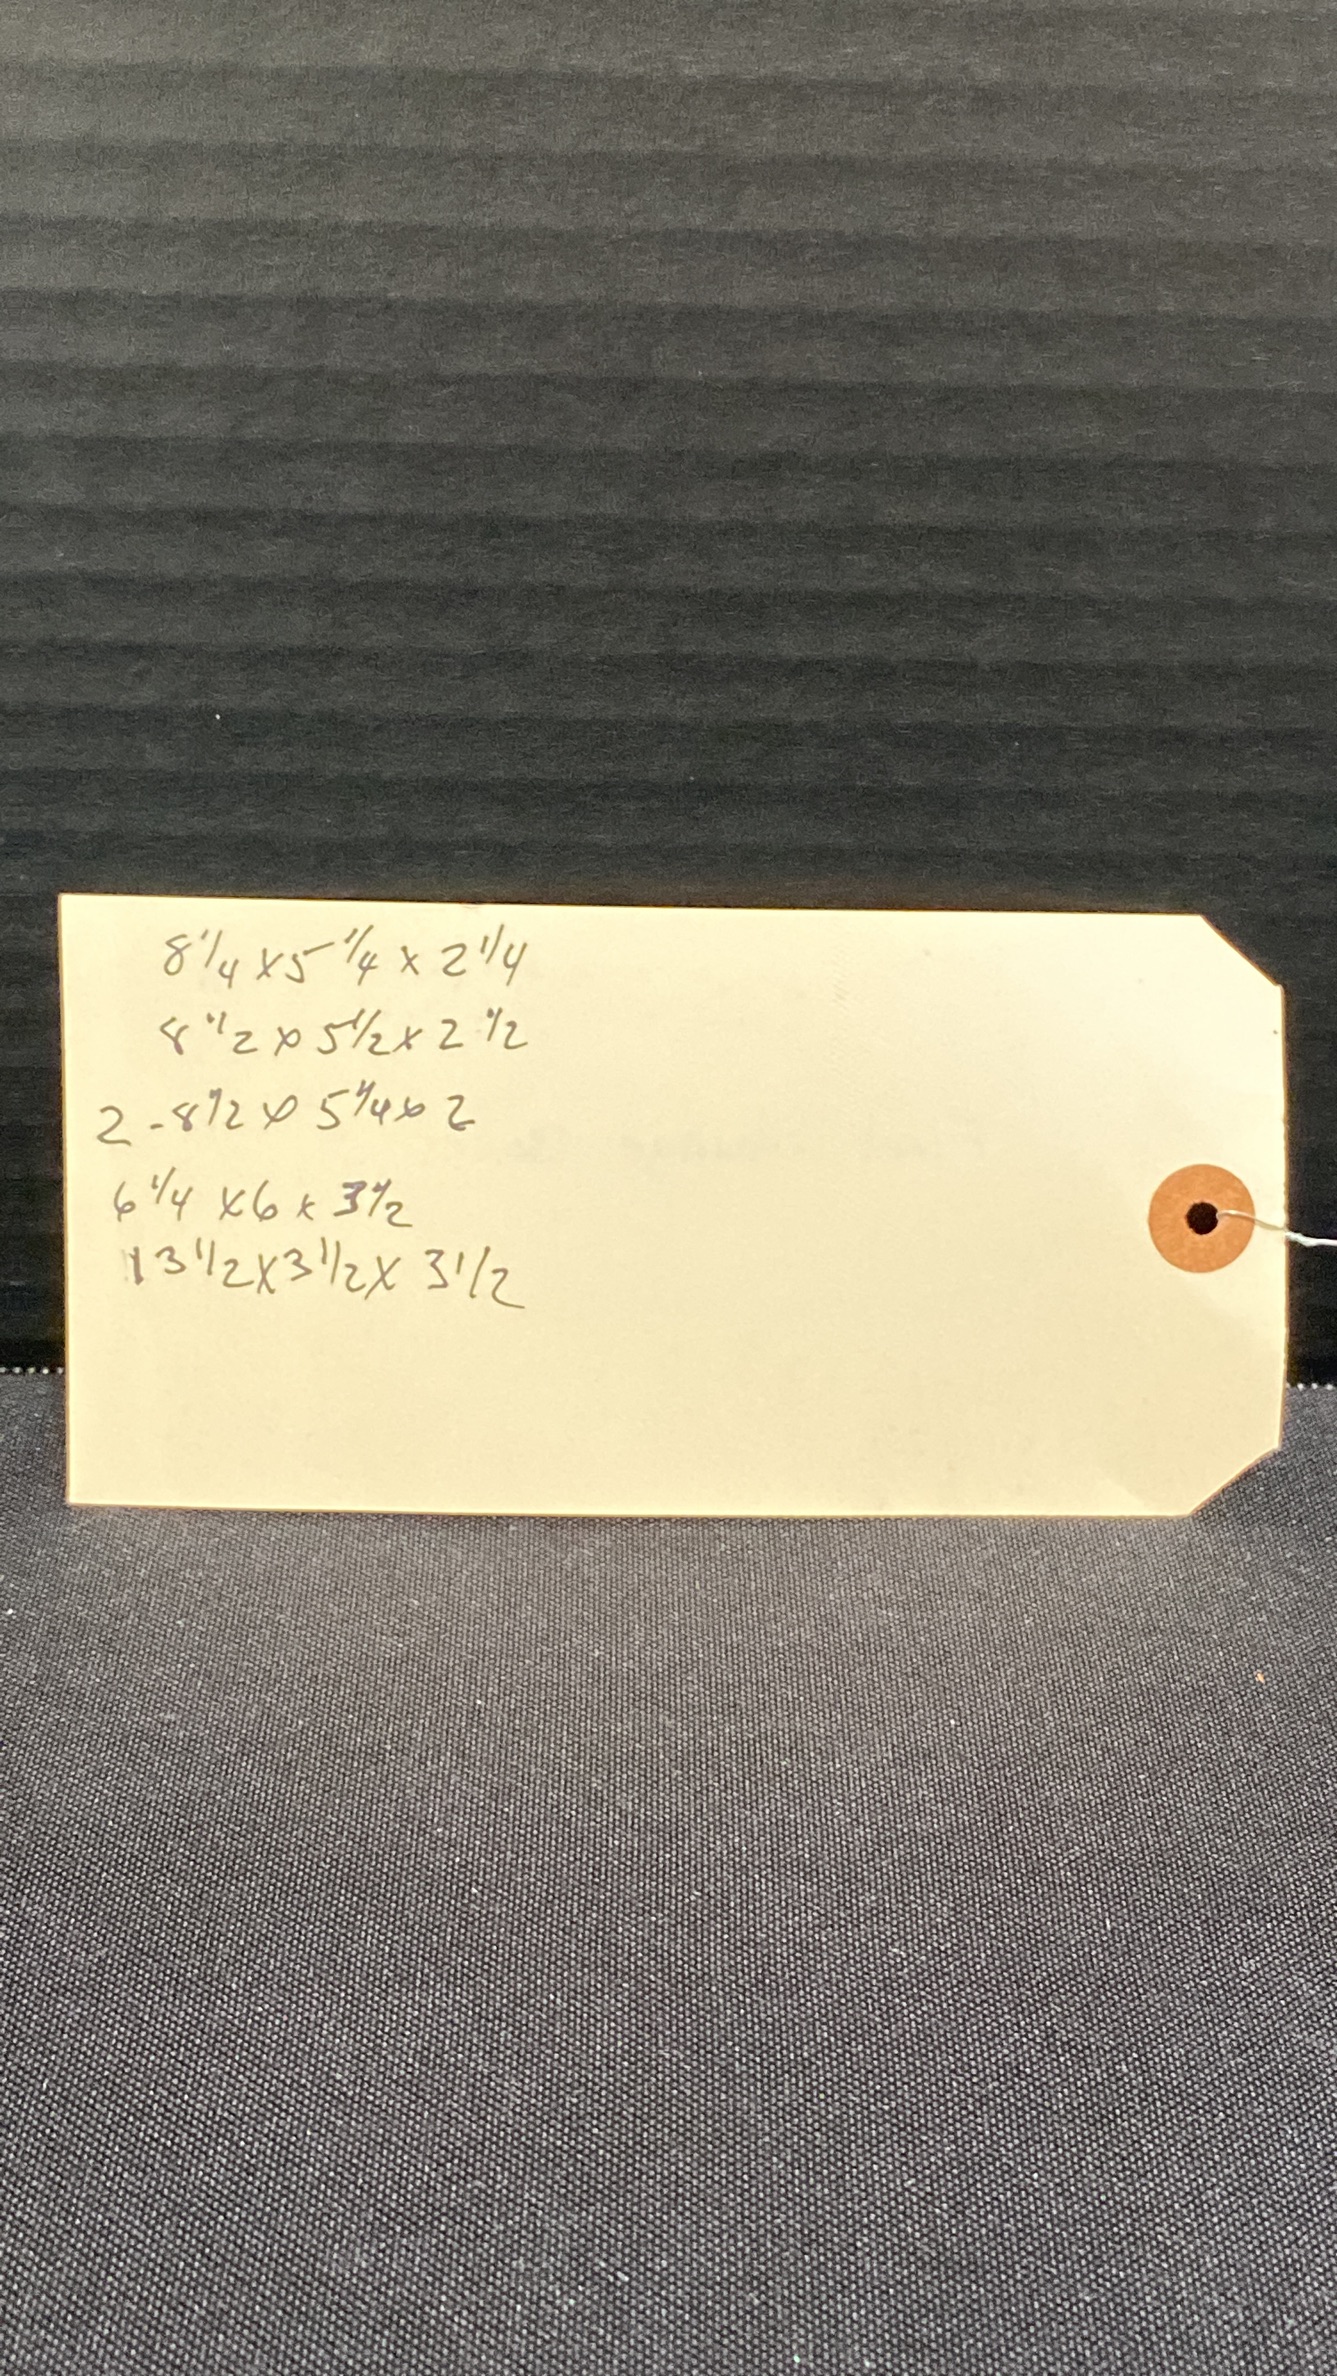 8 1/4 x 5 1/4 x 2 1/4
8 1/2 x 5 1/2 x 2 1/2
2 - 8 1/2 x 5 1/4 x 2
6 1/4 x 6 x 3 1/2
13 1/2 x 3 1/2 x 3 1/2